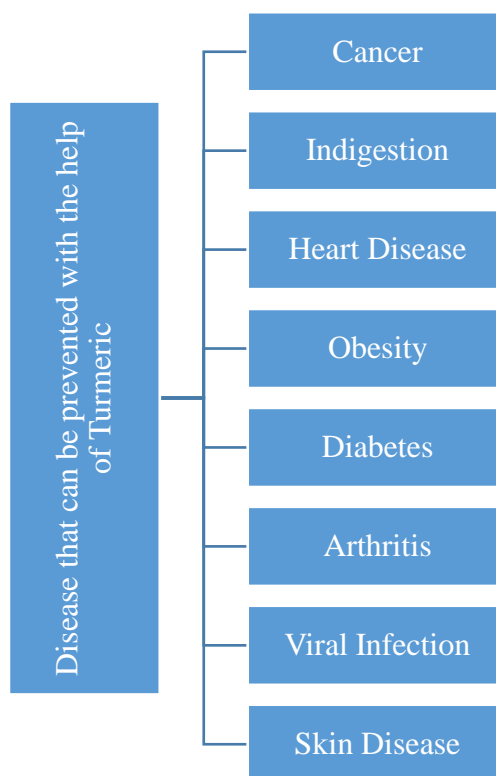 Disease that can be prevented with the help
of Turmeric
Cancer
Indigestion
Heart Disease
Obesity
Diabetes
Arthritis
Viral Infection
Skin Disease